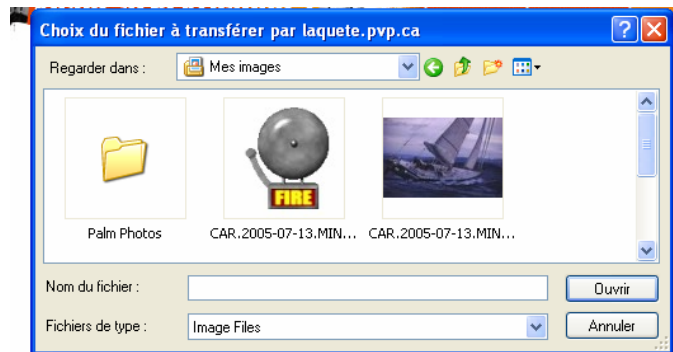 Choix du fichier à transférer par laquete.pvp.ca
Regarder dans :
Mes images
FIRE
Palm Photos
CAR.2005-07-13.MIN...
CAR.2005-07-13.MIN...
Nom du fichier :
Ouvrir
Fichiers de type :
Image Files
Annuler